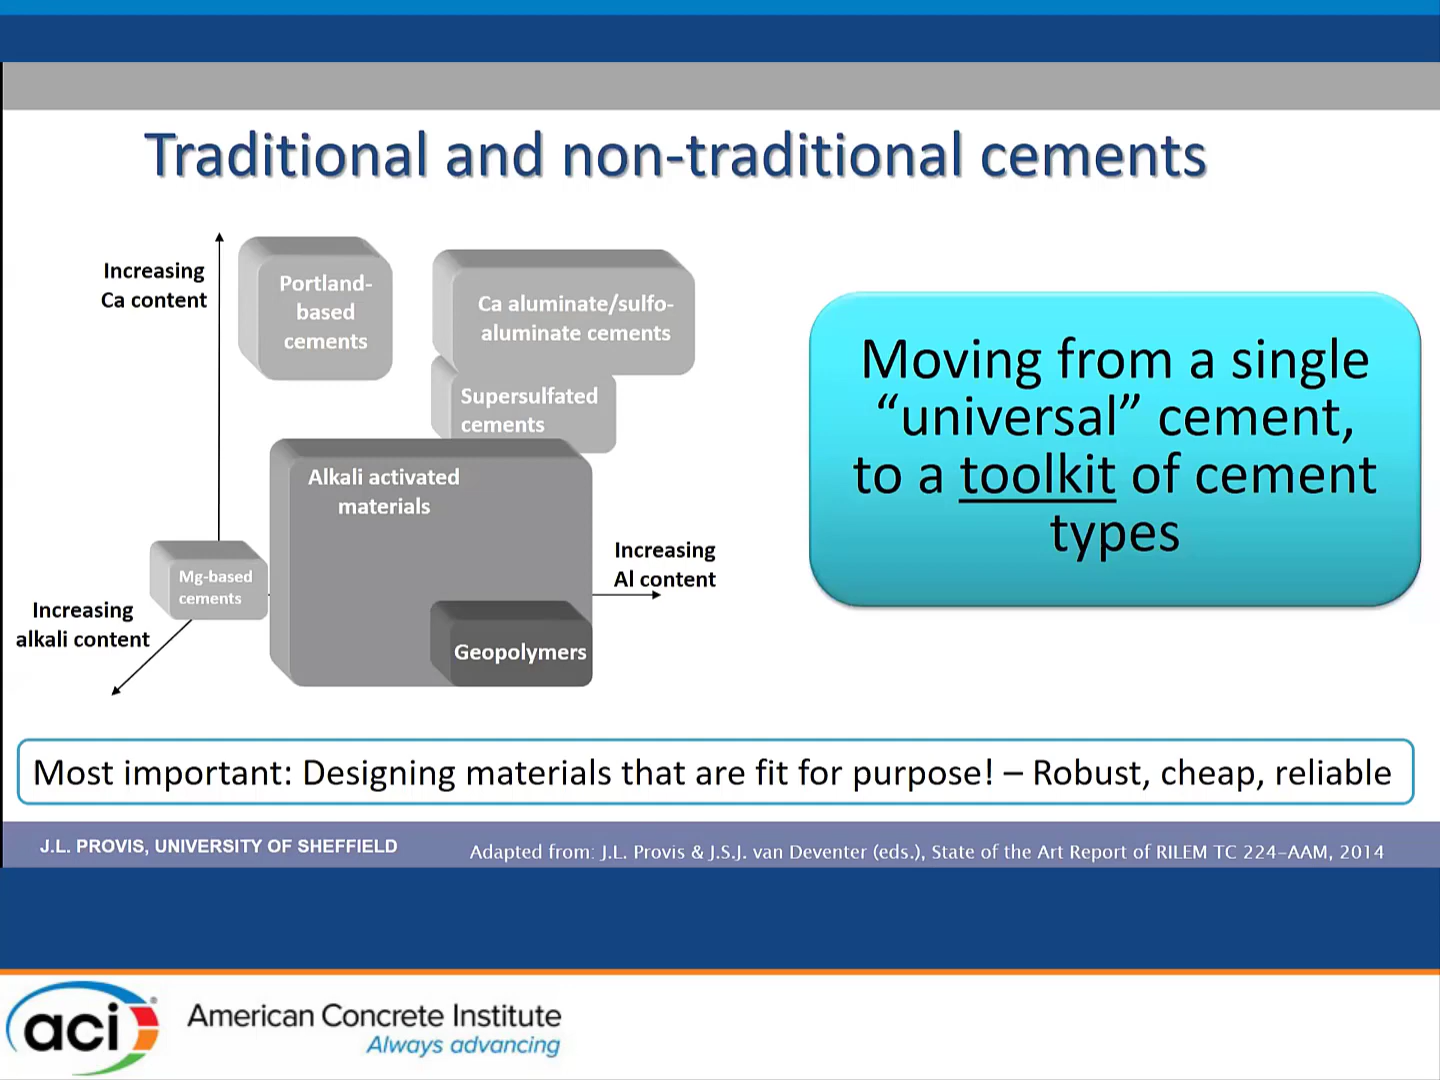 Traditional and non-traditional cements
Increasing
Ca content
Portland-
based
cements
Ca aluminate/sulfo-
aluminate cements
Supersulfated
cements
Alkali activated
materials
Mg-based
cements
Increasing
Al content
Increasing
alkali content
Geopolymers
Moving from a single
“universal” cement,
to a toolkit of cement
types
Most important: Designing materials that are fit for purpose! – Robust, cheap, reliable
J.L. PROVIS, UNIVERSITY OF SHEFFIELD
Adapted from: J.L. Provis & J.S.J. van Deventer (eds.), State of the Art Report of RILEM TC 224-AAM, 2014
aci
American Concrete Institute
Always advancing